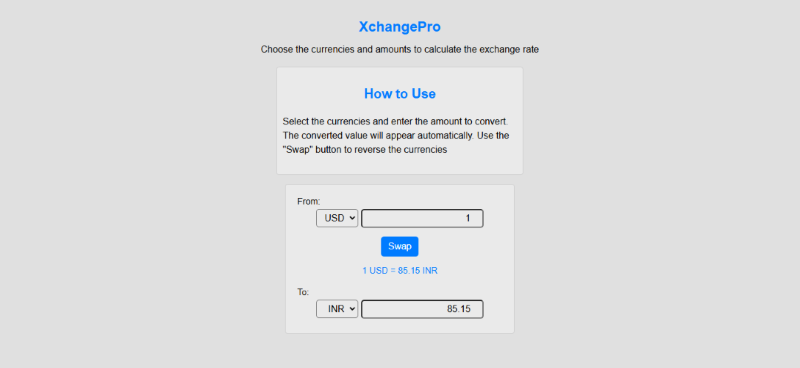 XchangePro
Choose the currencies and amounts to calculate the exchange rate
How to Use
Select the currencies and enter the amount to convert.
The converted value will appear automatically. Use the
"Swap" button to reverse the currencies
From:
USD 1
Swap
1 USD = 85.15 INR
To:
INR 85.15